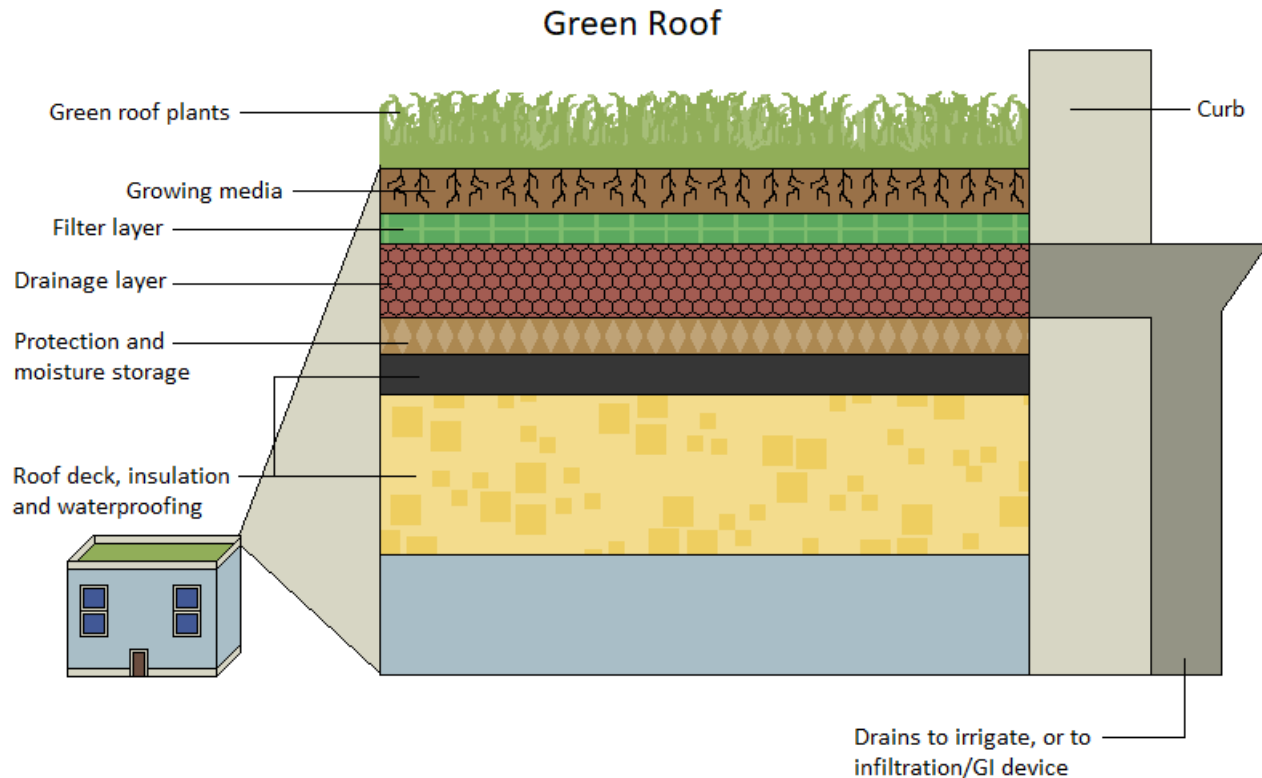 Green Roof
Green roof plants
Curb
Growing media
Filter layer
Drainage layer
Protection and
moisture storage
Roof deck, insulation
and waterproofing
Drains to irrigate, or to
infiltration/GI device